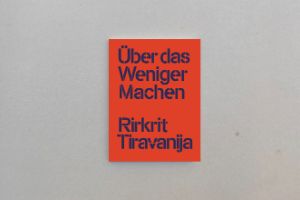 Über das
Weniger
Machen
Rirkrit
Tiravanija